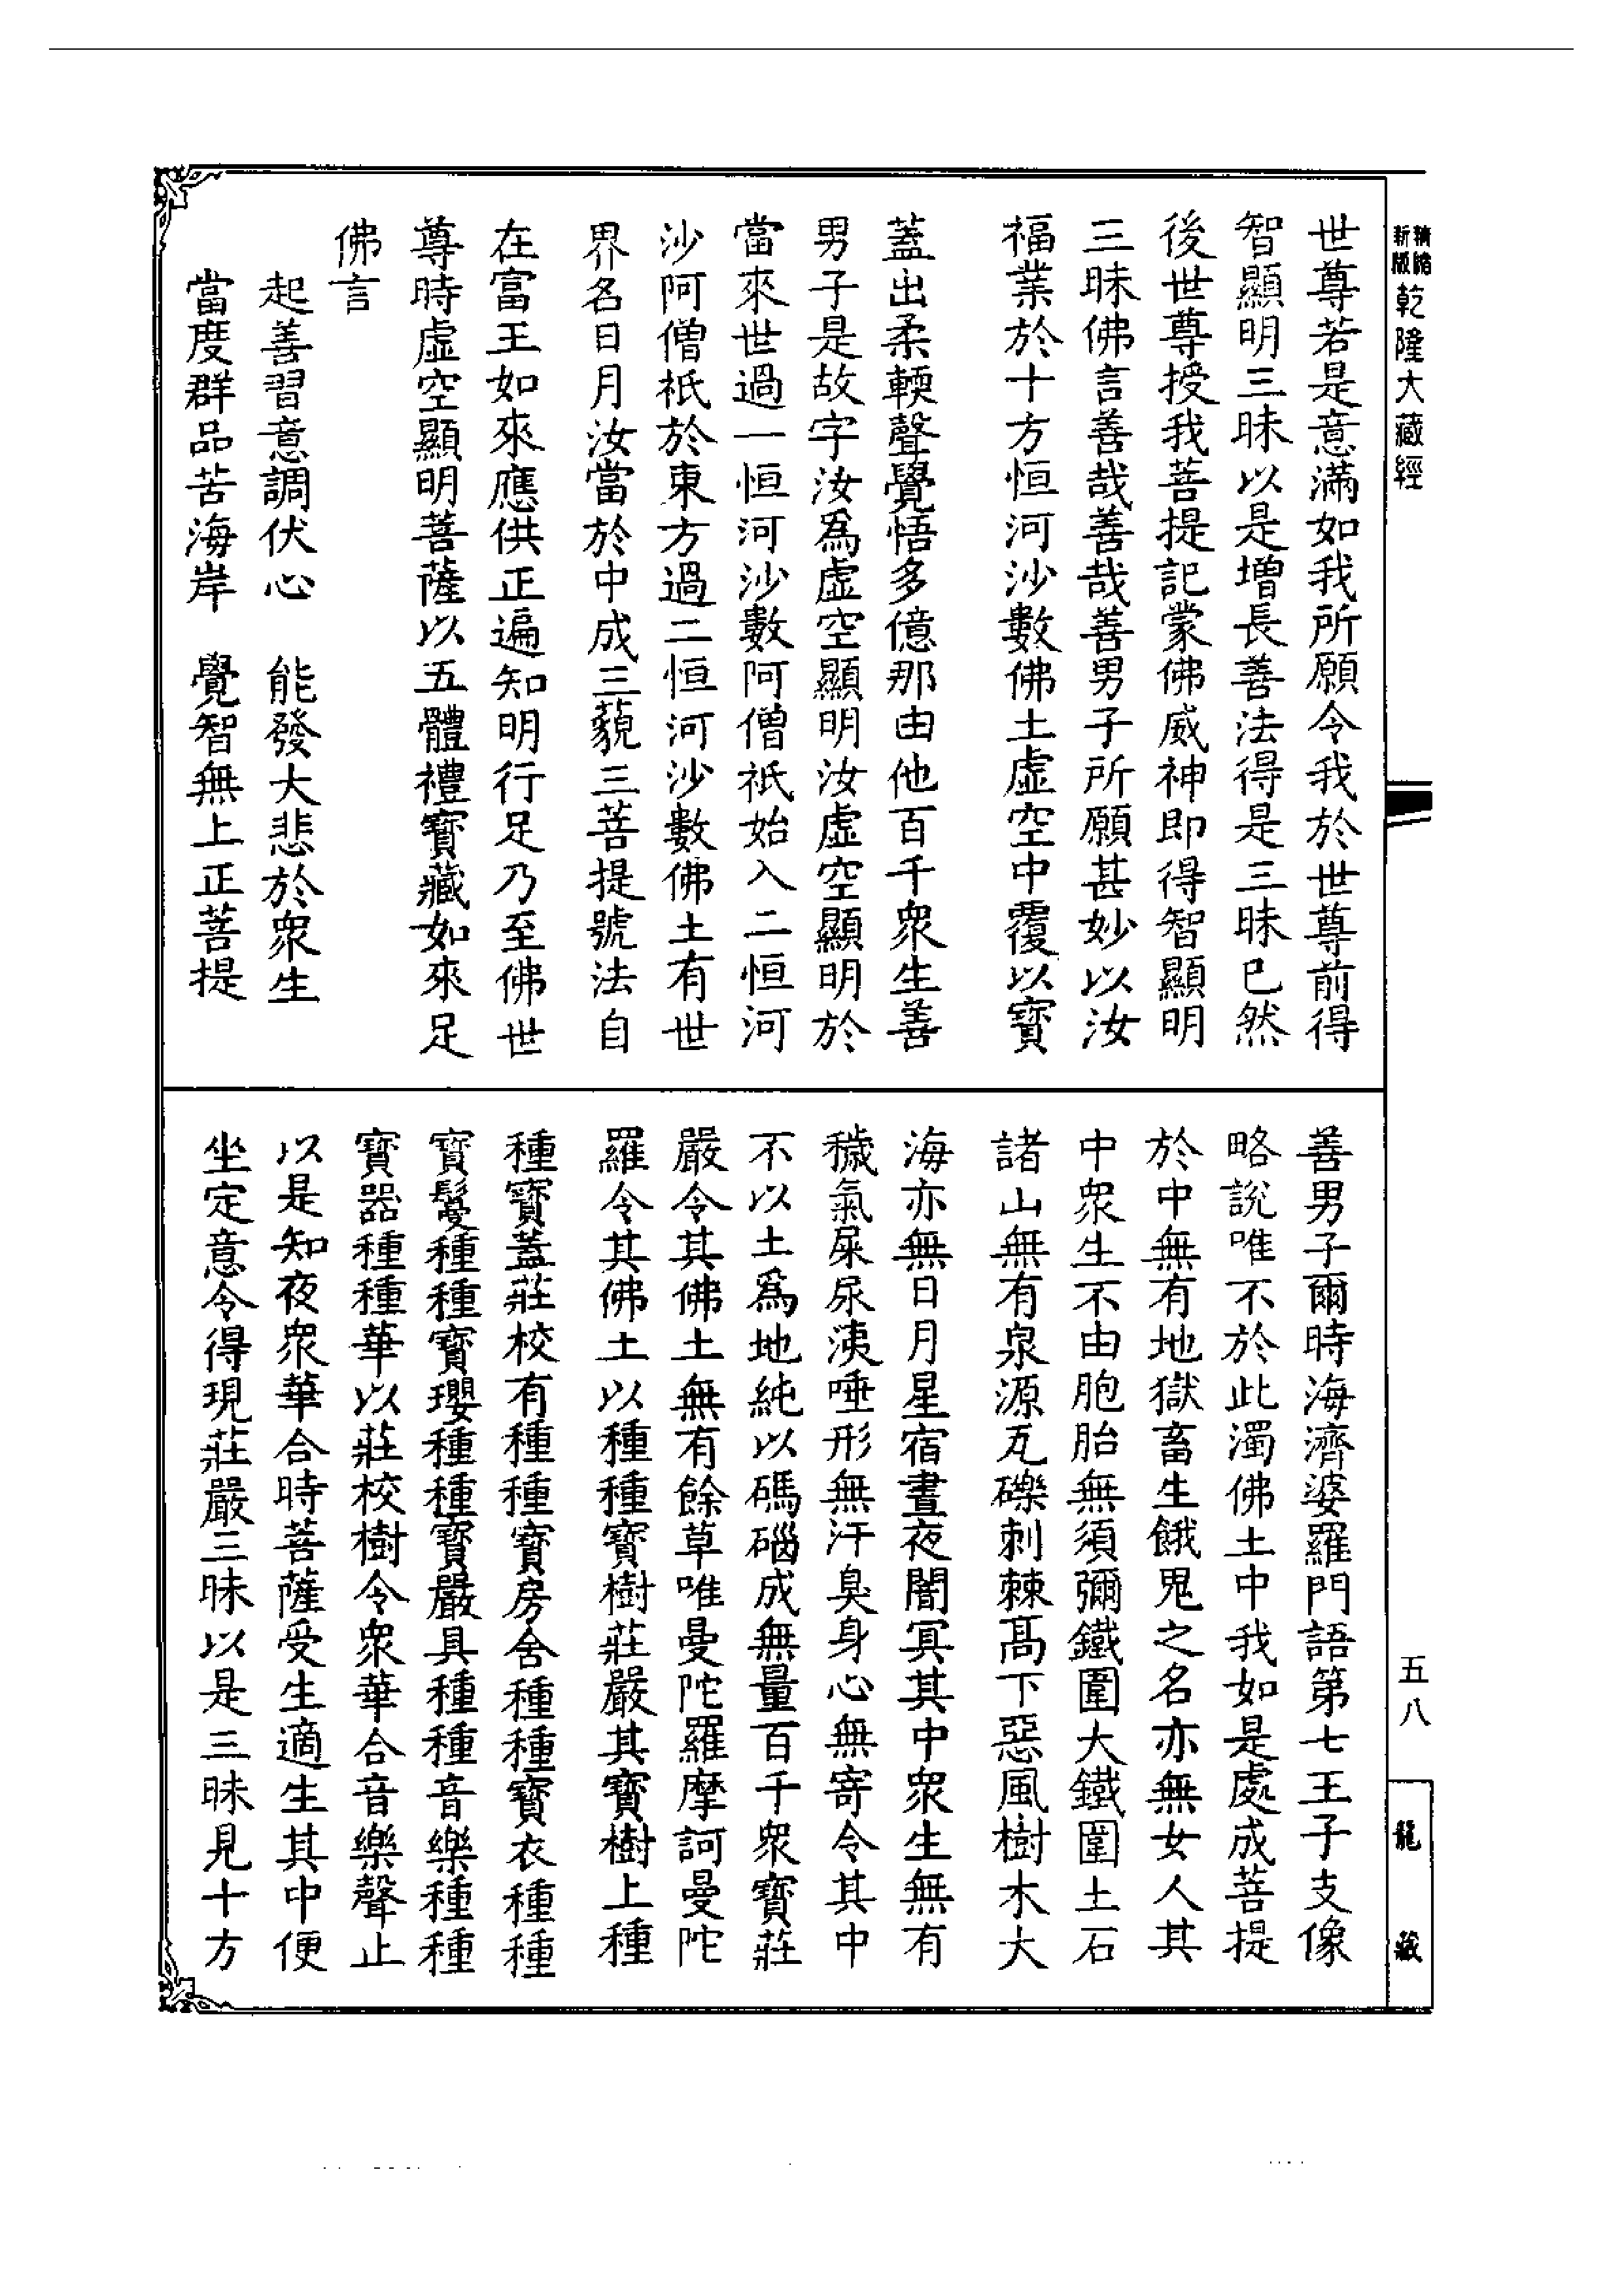 精縮新版乾隆大藏經
世尊若是意滿如我所願令我於世尊前得
智顯明三昧以是增長善法得是三昧已然
後世尊授我菩提記蒙佛威神即得智顯明
三昧佛言善哉善哉善男子所願甚妙以汝
福業於十方恒河沙數佛土虛空中覆以寶
蓋出柔輭聲覺悟多億那由他百千衆生善
男子是故字汝爲虛空顯明汝虛空顯明於
當來世過一恒河沙數阿僧祇始入二恒河
沙阿僧祇於東方過二恒河沙數佛土有世
界名日月汝當於中成三藐三菩提號法自
在富王如來應供正遍知明行足乃至佛世
尊時虛空顯明菩薩以五體禮寶藏如來足
佛言
起善習意調伏心　能發大悲於衆生
當度群品苦海岸　覺智無上正菩提
善男子爾時海濟婆羅門語第七王子支像
略說唯不於此濁佛土中我如是處成菩提
於中無有地獄畜生餓鬼之名亦無女人其
中衆生不由胞胎無須彌鐵圍大鐵圍土石
諸山無有泉源瓦礫刺棘高下惡風樹木大
海亦無日月星宿晝夜闇冥其中衆生無有
穢氣屎尿洟唾形無汗臭身心無寄令其中
不以土爲地純以碼碯成無量百千衆寶莊
嚴令其佛土無有餘草唯曼陀羅摩訶曼陀
羅令其佛土以種種寶樹莊嚴其寶樹上種
種寶蓋莊校有種種寶房舍種種寶衣種種
寶鬘種種寶瓔種種寶嚴具種種音樂種種
寶器種種華以莊校樹令衆華合音樂聲止
以是知夜衆華合時菩薩受生適生其中便
坐定意令得現莊嚴三昧以是三昧見十方
五八
龍藏